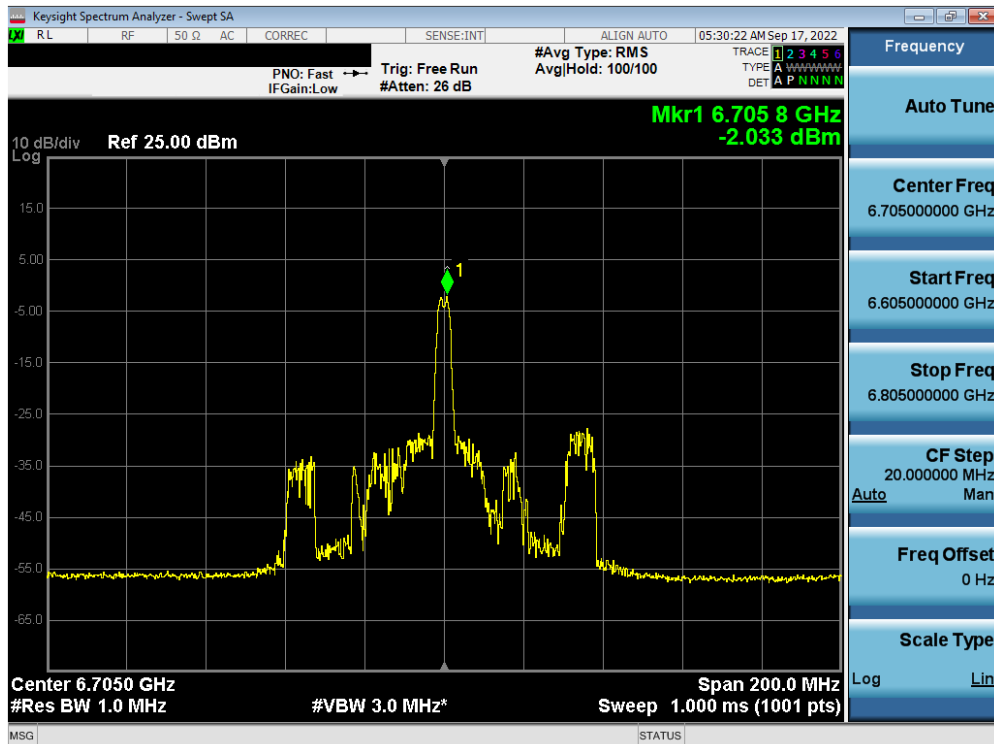 Keysight Spectrum Analyzer - Swept SA
LXI RL RF 50 Ω AC CORREC SENSE:INT ALIGN AUTO 05:30:22 AM Sep 17, 2022
PNO: Fast
IFGain:Low
Trig: Free Run
#Atten: 26 dB
#Avg Type: RMS
Avg|Hold: 100/100
TRACE 1 2 3 4 5 6
TYPE A WWWWW
DET A P N N N N
Mkr1 6.705 8 GHz
-2.033 dBm
10 dB/div Ref 25.00 dBm
Log
15.0
5.00
-5.00
-15.0
-25.0
-35.0
-45.0
-55.0
-65.0
1
Center 6.7050 GHz Span 200.0 MHz
#Res BW 1.0 MHz #VBW 3.0 MHz* Sweep 1.000 ms (1001 pts)
MSG STATUS
Frequency
Auto Tune
Center Freq
6.705000000 GHz
Start Freq
6.605000000 GHz
Stop Freq
6.805000000 GHz
CF Step
20.000000 MHz
Auto Man
Freq Offset
0 Hz
Scale Type
Log Lin